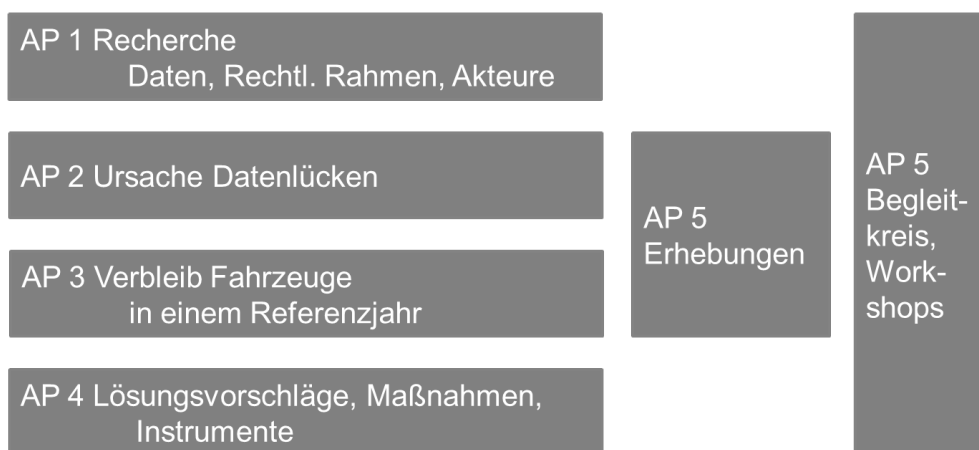 AP 1 Recherche
Daten, Rechtl. Rahmen, Akteure
AP 2 Ursache Datenlücken
AP 3 Verbleib Fahrzeuge
in einem Referenzjahr
AP 4 Lösungsvorschläge, Maßnahmen,
Instrumente
AP 5
Erhebungen
AP 5
Begleit-
kreis,
Work-
shops